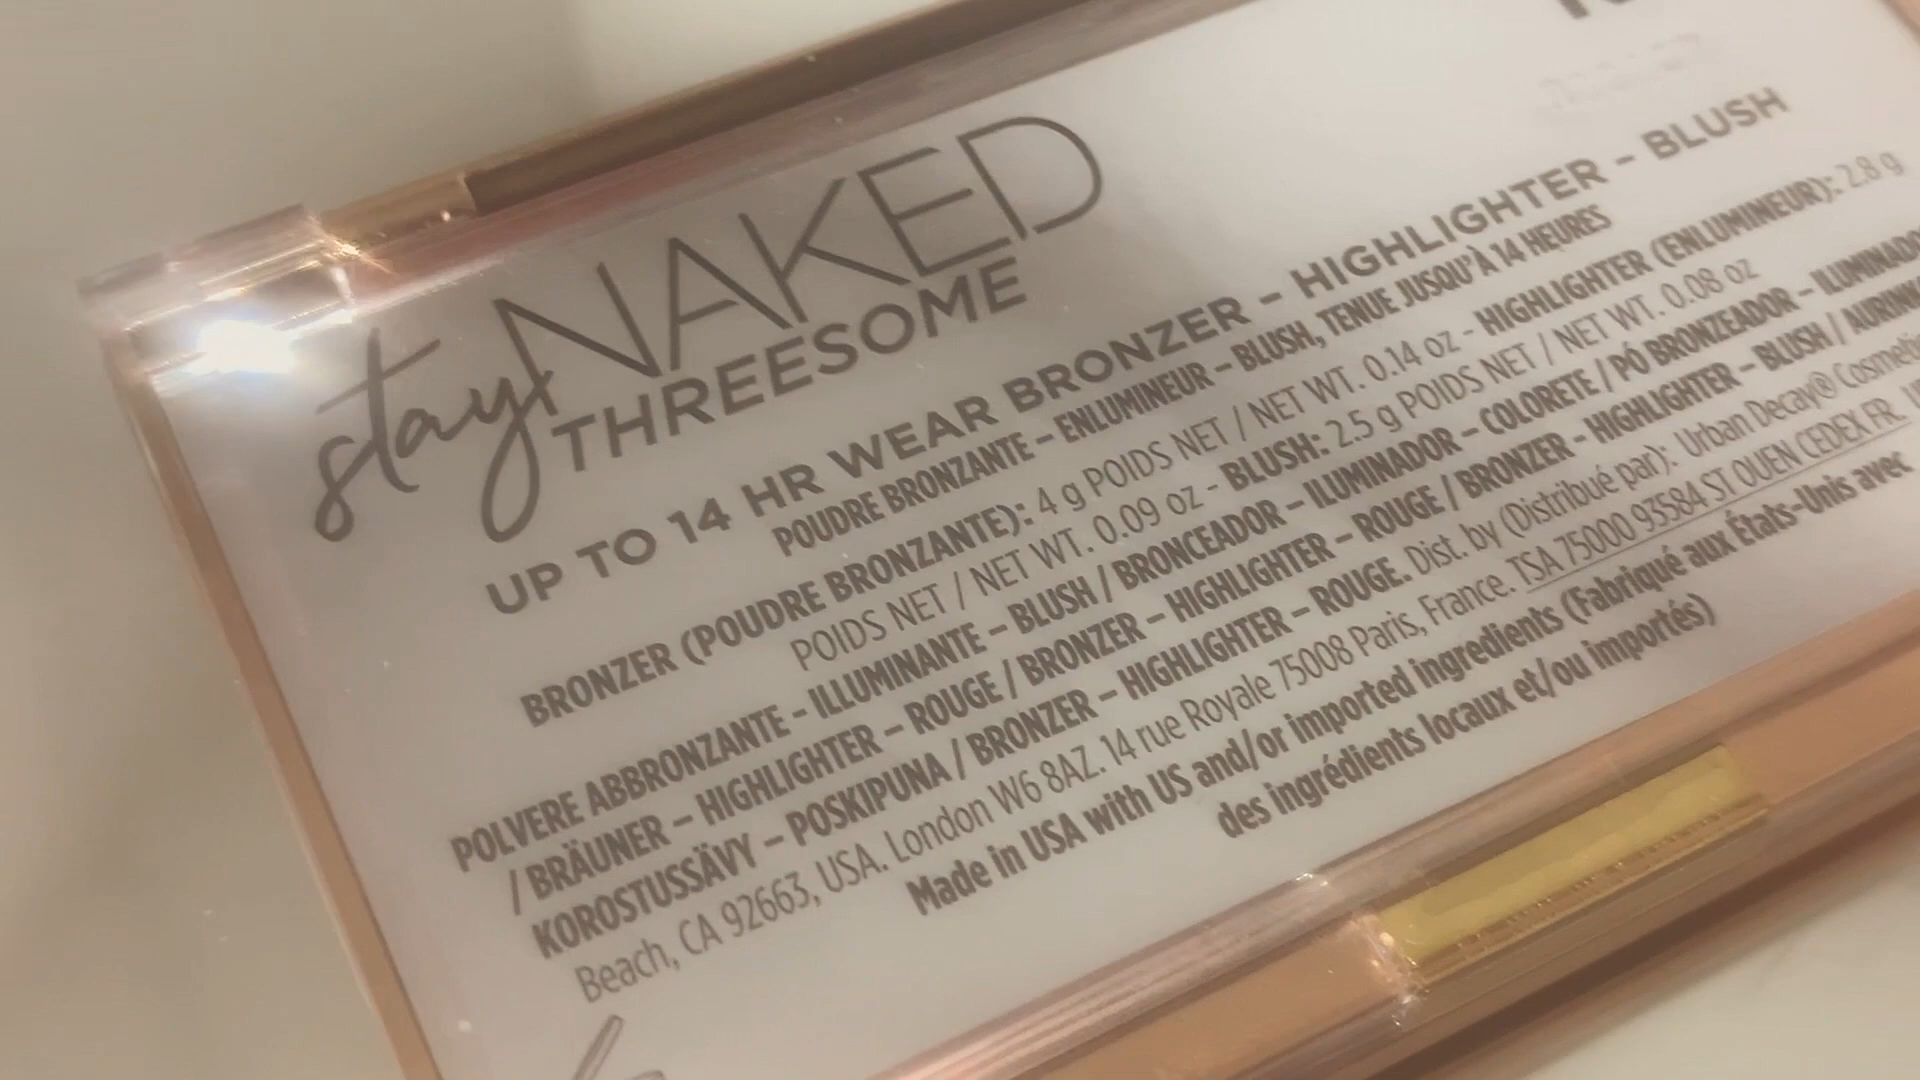 stay NAKED
THREESOME
UP TO 14 HR WEAR BRONZER – HIGHLIGHTER – BLUSH
POUDRE BRONZANTE – ENLUMINEUR – BLUSH, TENUE JUSQU'À 14 HEURES
BRONZER (POUDRE BRONZANTE): 4 g POIDS NET / NET WT. 0.14 oz - HIGHLIGHTER (ENLUMINEUR): 2.8 g
POIDS NET / NET WT. 0.09 oz - BLUSH: 2.5 g POIDS NET / NET WT. 0.08 oz
POLVERE ABBRONZANTE - ILLUMINANTE – BLUSH / BRONCEADOR – ILUMINADOR – COLORETE / PÓ BRONZEADOR –
/ BRÄUNER – HIGHLIGHTER – ROUGE / BRONZER – HIGHLIGHTER – ROUGE / BRONZER - HIGHLIGHTER – BLUSH /
KOROSTUSSÄVY – POSKIPUNA / BRONZER – HIGHLIGHTER – ROUGE. Dist. by (Distribué par): Urban Decay®
Beach, CA 92663, USA. London W6 8AZ. 14 rue Royale 75008 Paris, France. TSA 75000 93584 ST OUEN CEDEX FR.
Made in USA with US and/or imported ingredients (Fabriqué aux États-Unis avec
des ingrédients locaux et/ou importés)